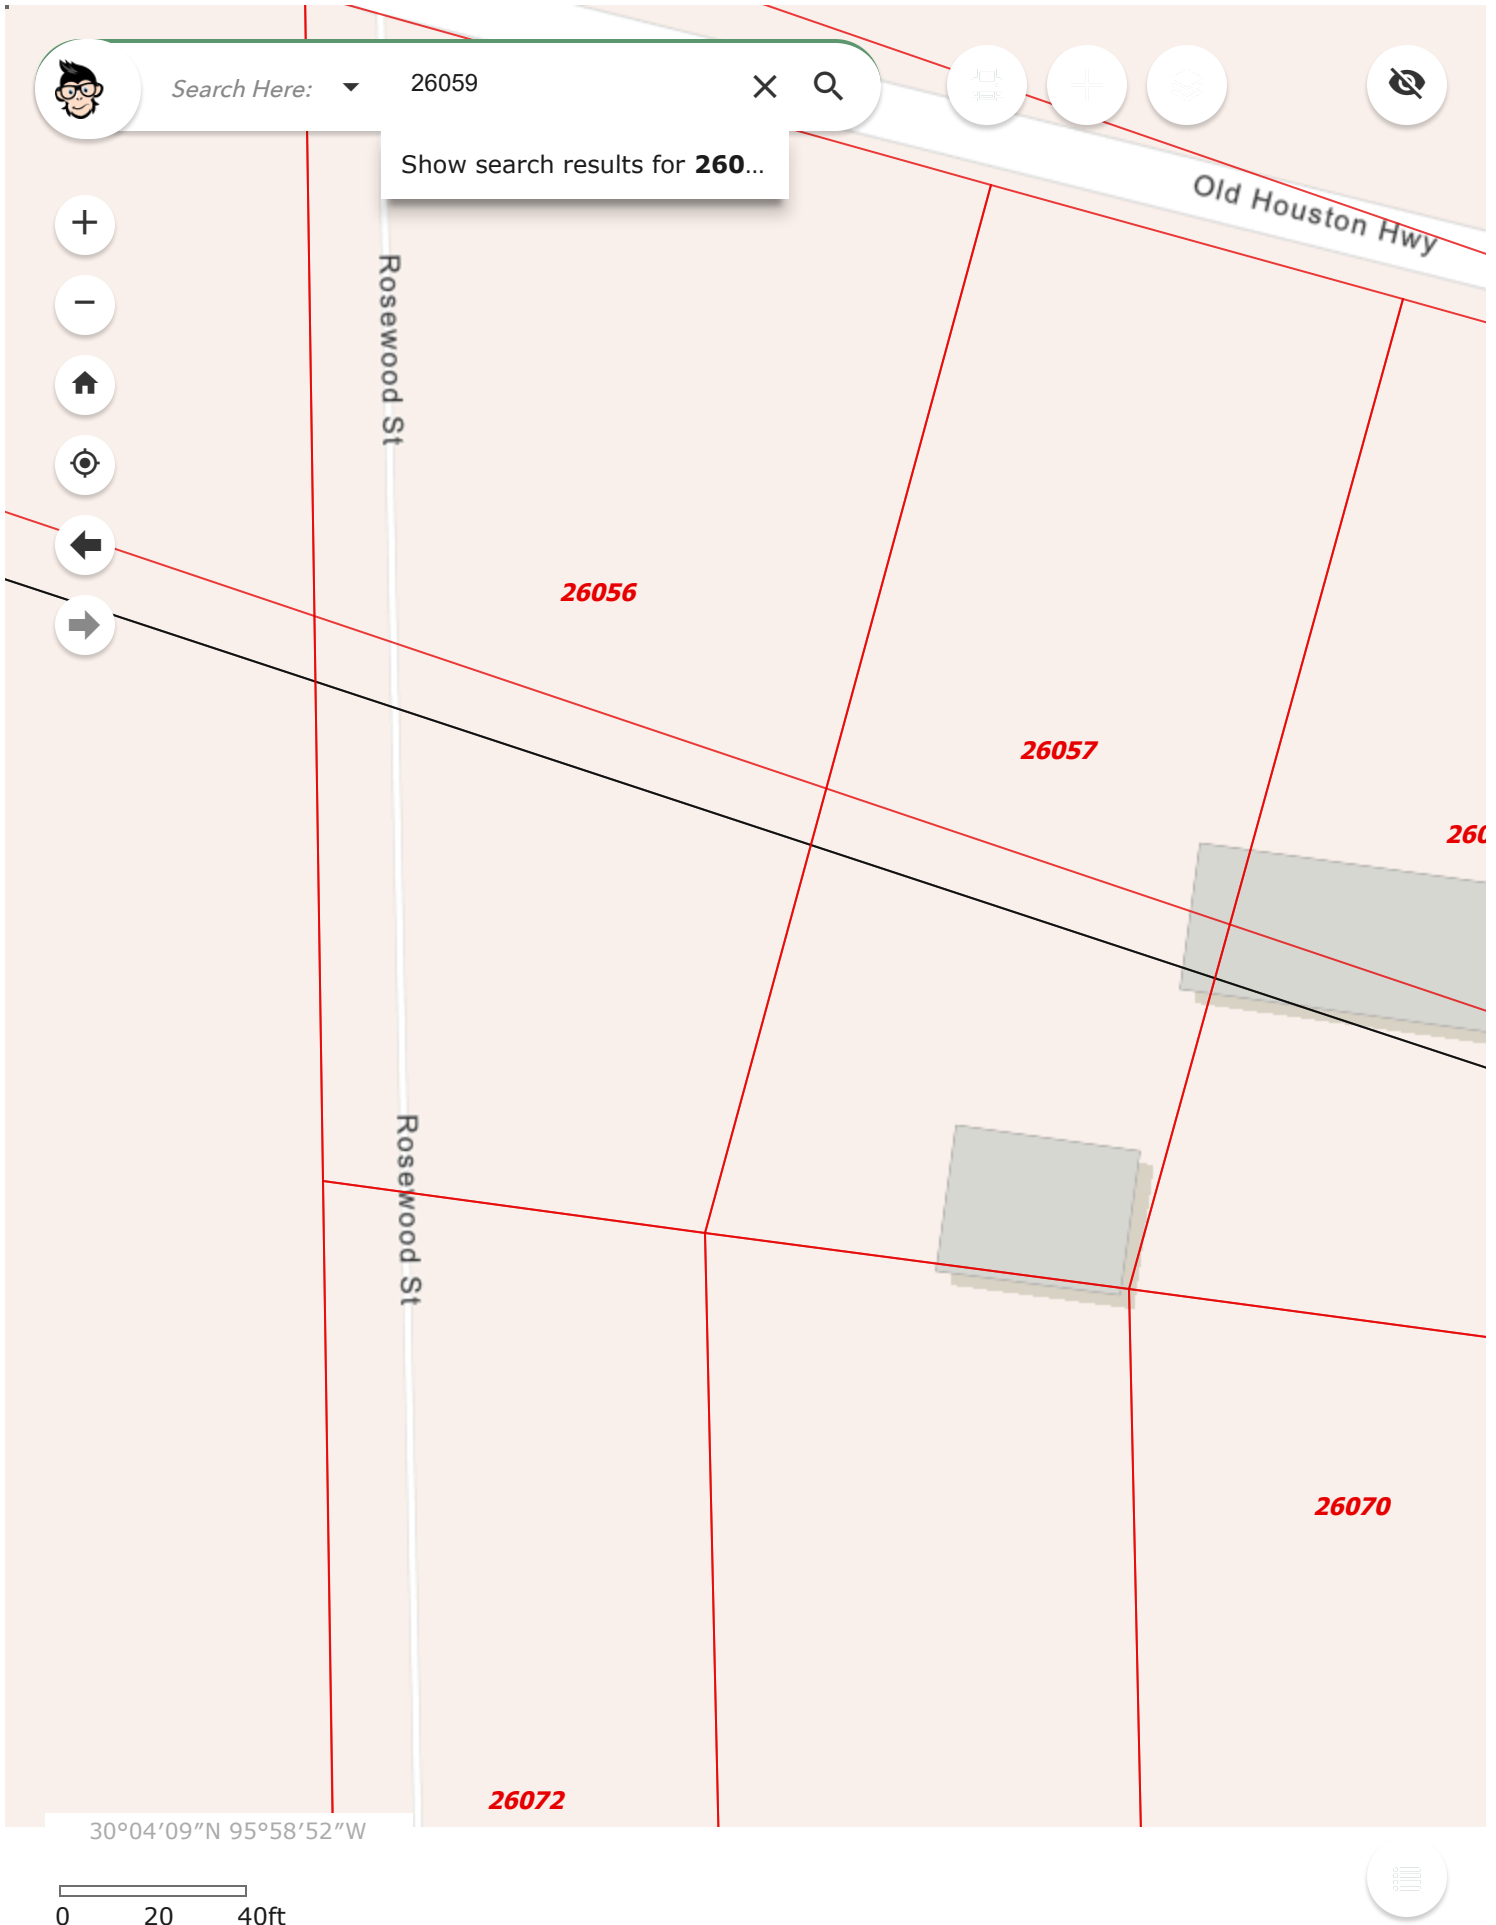 Search Here:
26059
Show search results for 260...
Old Houston Hwy
Rosewood St
26056
26057
260
Rosewood St
26070
26072
30°04'09"N 95°58'52"W
0 20 40ft